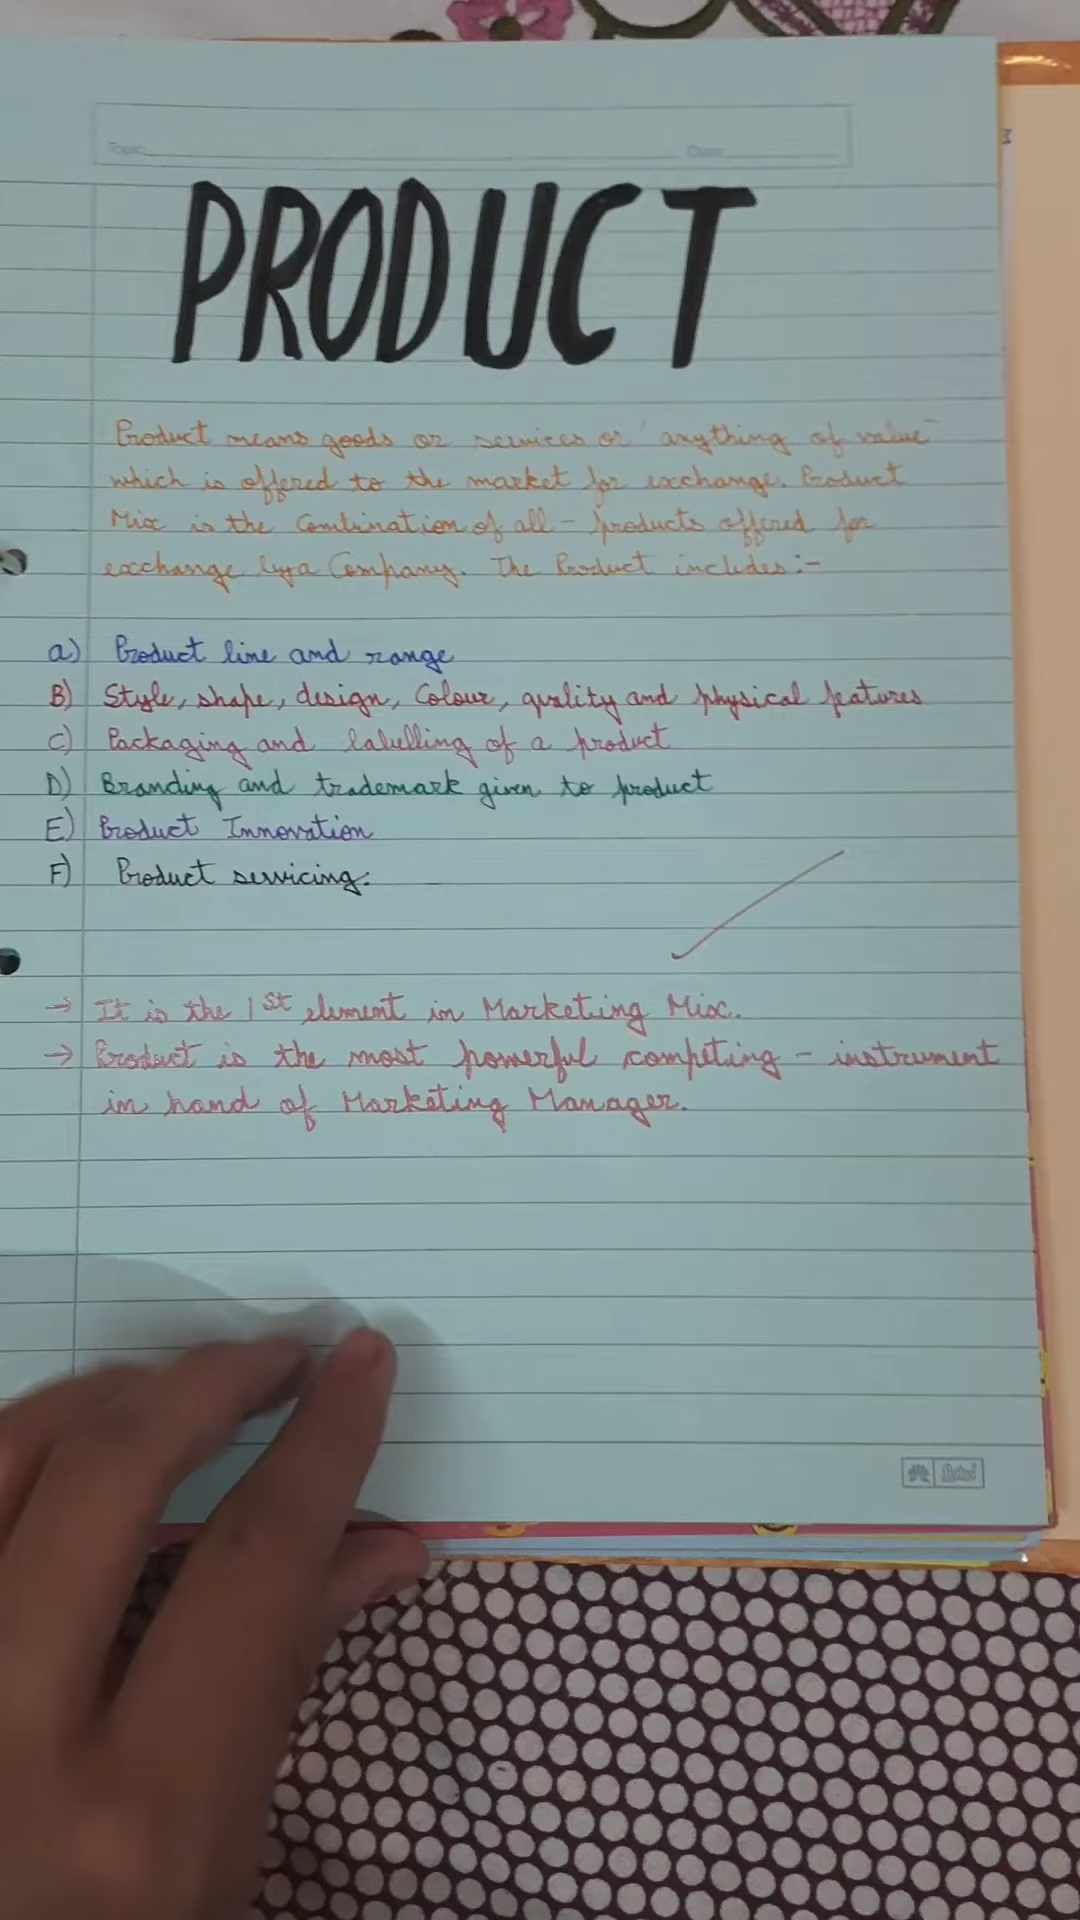 Topic
Date
PRODUCT
Product means goods or services or "anything of value"
which is offered to the market for exchange. Product
Mix is the Combination of all - products offered for
exchange by a Company. The Product includes:-
a) Product line and range
B) Style, shape, design, Colour, quality and physical features
C) Packaging and labelling of a product
D) Branding and trademark given to product
E) Product Innovation
F) Product servicing.
→ It is the 1st element in Marketing Mix.
→ Product is the most powerful competing - instrument
in hand of Marketing Manager.